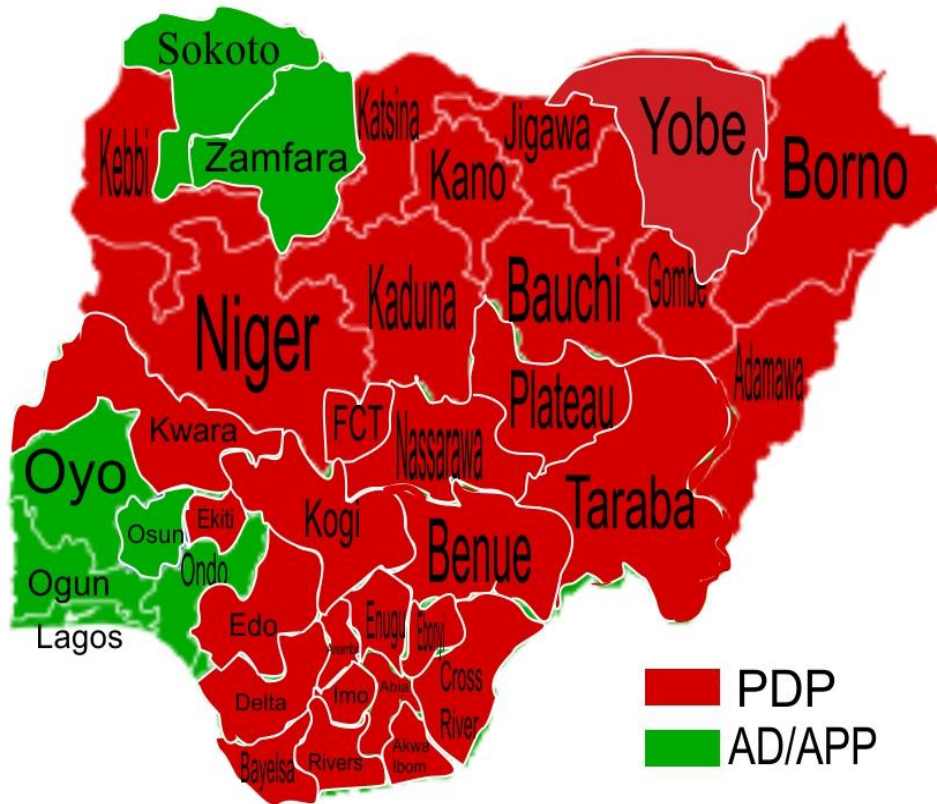 Sokoto
Katsina
Jigawa
Yobe
Borno
Kebbi
Zamfara
Kano
Niger
Kaduna
Bauchi
Gombe
Adamawa
Plateau
FCT
Kwara
Nassarawa
Oyo
Taraba
Kogi
Osun
Ekiti
Benue
Ondo
Ogun
Lagos
Edo
Enugu
Ebonyi
Cross
River
Delta
Imo
Abia
Bayelsa
Rivers
Akwa
Ibom
PDP
AD/APP